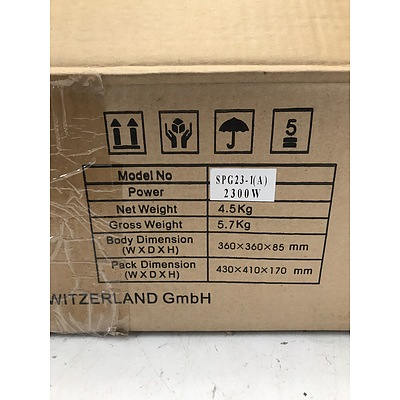 5
Model No SPG23-1(A)
Power 2300W
Net Weight 4.5Kg
Gross Weight 5.7Kg
Body Dimension
(WXDXH) 360×360×85 mm
Pack Dimension
(WXDXH) 430×410×170 mm
WITZERLAND GmbH